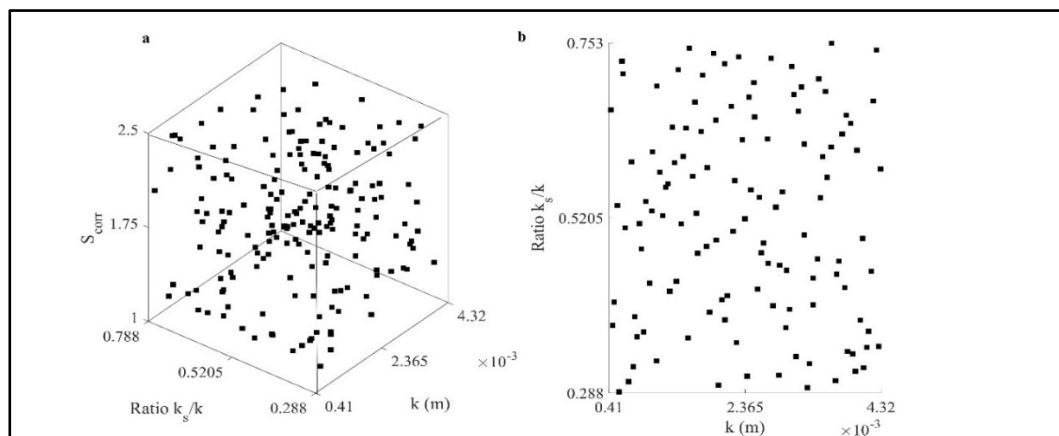 a
2.5
1.75
1
S_corr
0.788
0.5205
0.288
Ratio k_s/k
0.41
2.365
4.32
×10⁻³
k (m)
b
0.753
0.5205
0.288
Ratio k_s/k
0.41
2.365
4.32
×10⁻³
k (m)